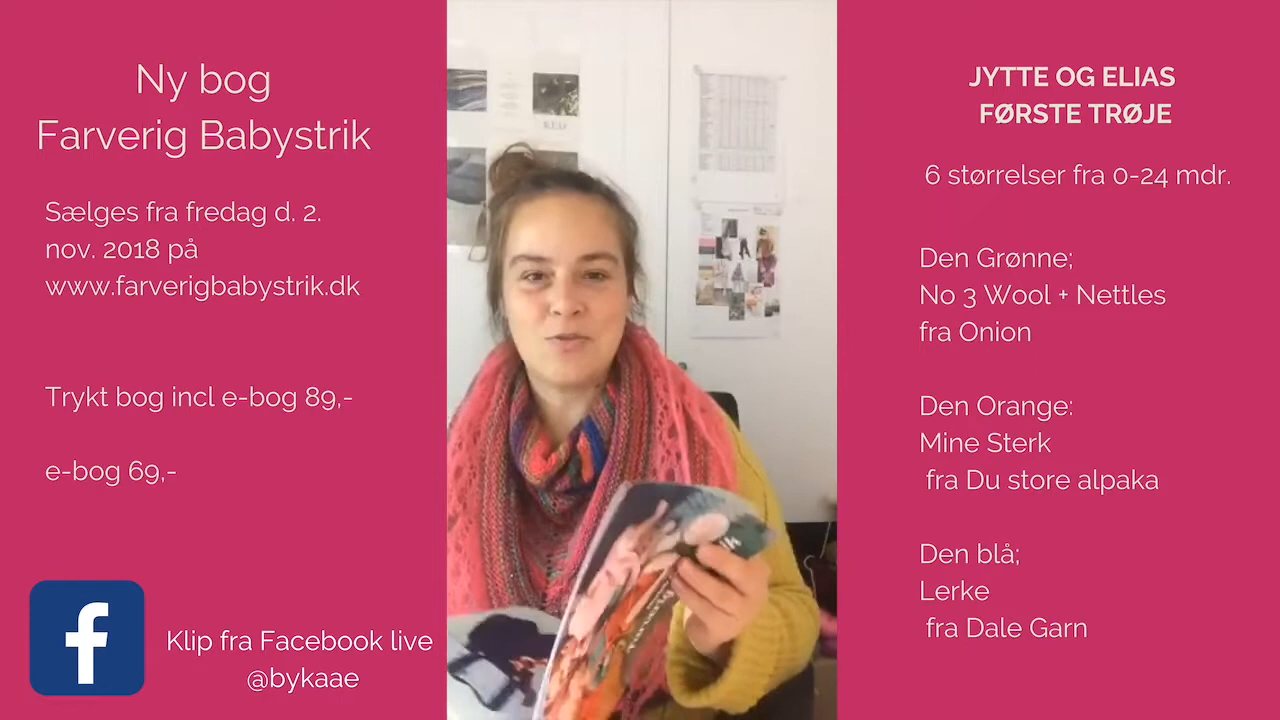 Ny bog
Farverig Babystrik
Sælges fra fredag d. 2.
nov. 2018 på
www.farverigbabystrik.dk
Trykt bog incl e-bog 89,-
e-bog 69,-
f
Klip fra Facebook live
@bykaae
JYTTE OG ELIAS
FØRSTE TRØJE
6 størrelser fra 0-24 mdr.
Den Grønne;
No 3 Wool + Nettles
fra Onion
Den Orange:
Mine Sterk
fra Du store alpaka
Den blå;
Lerke
fra Dale Garn